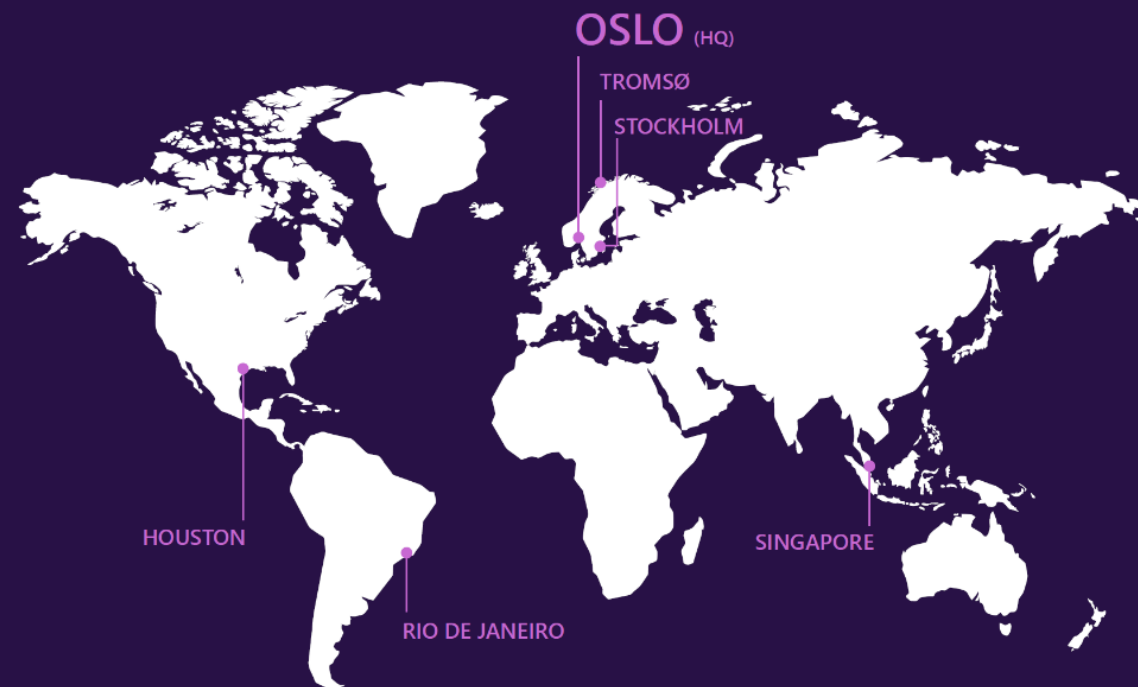 OSLO (HQ)
TROMSØ
STOCKHOLM
HOUSTON
SINGAPORE
RIO DE JANEIRO